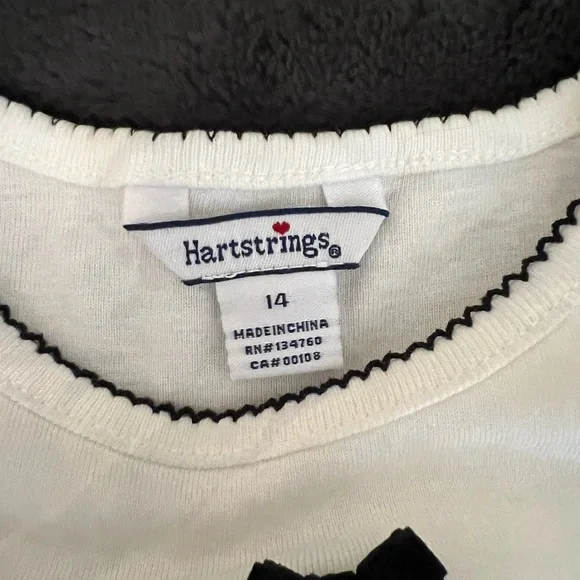 Hartstrings®
14
MADEINCHINA
RN#134760
CA#00108